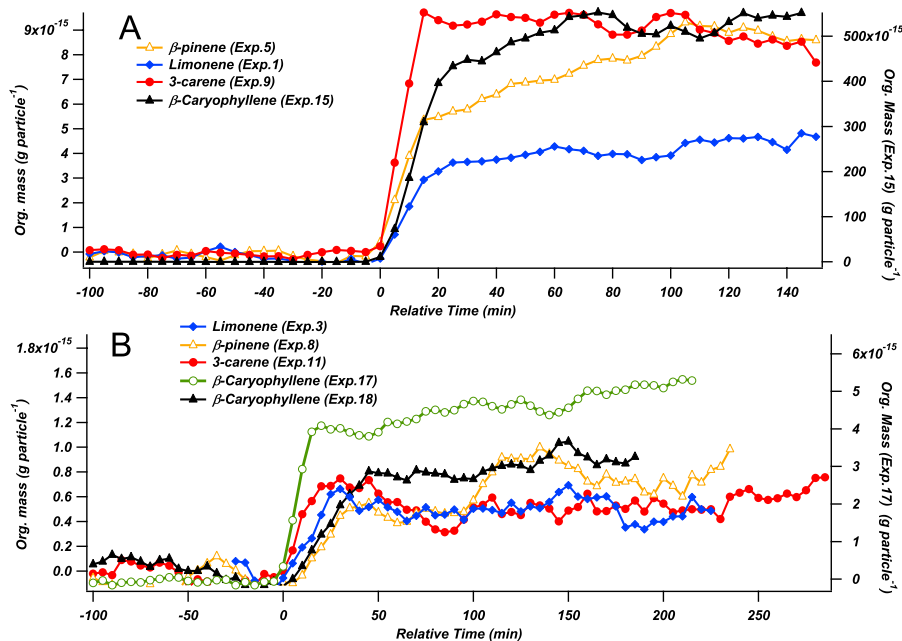 A
β-pinene (Exp.5)
Limonene (Exp.1)
3-carene (Exp.9)
β-Caryophyllene (Exp.15)
9x10⁻¹⁵
8
7
6
5
4
3
2
1
0
Org. mass (g particle⁻¹)
500x10⁻¹⁵
400
300
200
100
0
Org. Mass (Exp.15) (g particle⁻¹)
-100 -80 -60 -40 -20 0 20 40 60 80 100 120 140
Relative Time (min)
B
Limonene (Exp.3)
β-pinene (Exp.8)
3-carene (Exp.11)
β-Caryophyllene (Exp.17)
β-Caryophyllene (Exp.18)
1.8x10⁻¹⁵
1.6
1.4
1.2
1.0
0.8
0.6
0.4
0.2
0.0
Org. mass (g particle⁻¹)
6x10⁻¹⁵
5
4
3
2
1
0
Org. Mass (Exp.17) (g particle⁻¹)
-100 -50 0 50 100 150 200 250
Relative Time (min)